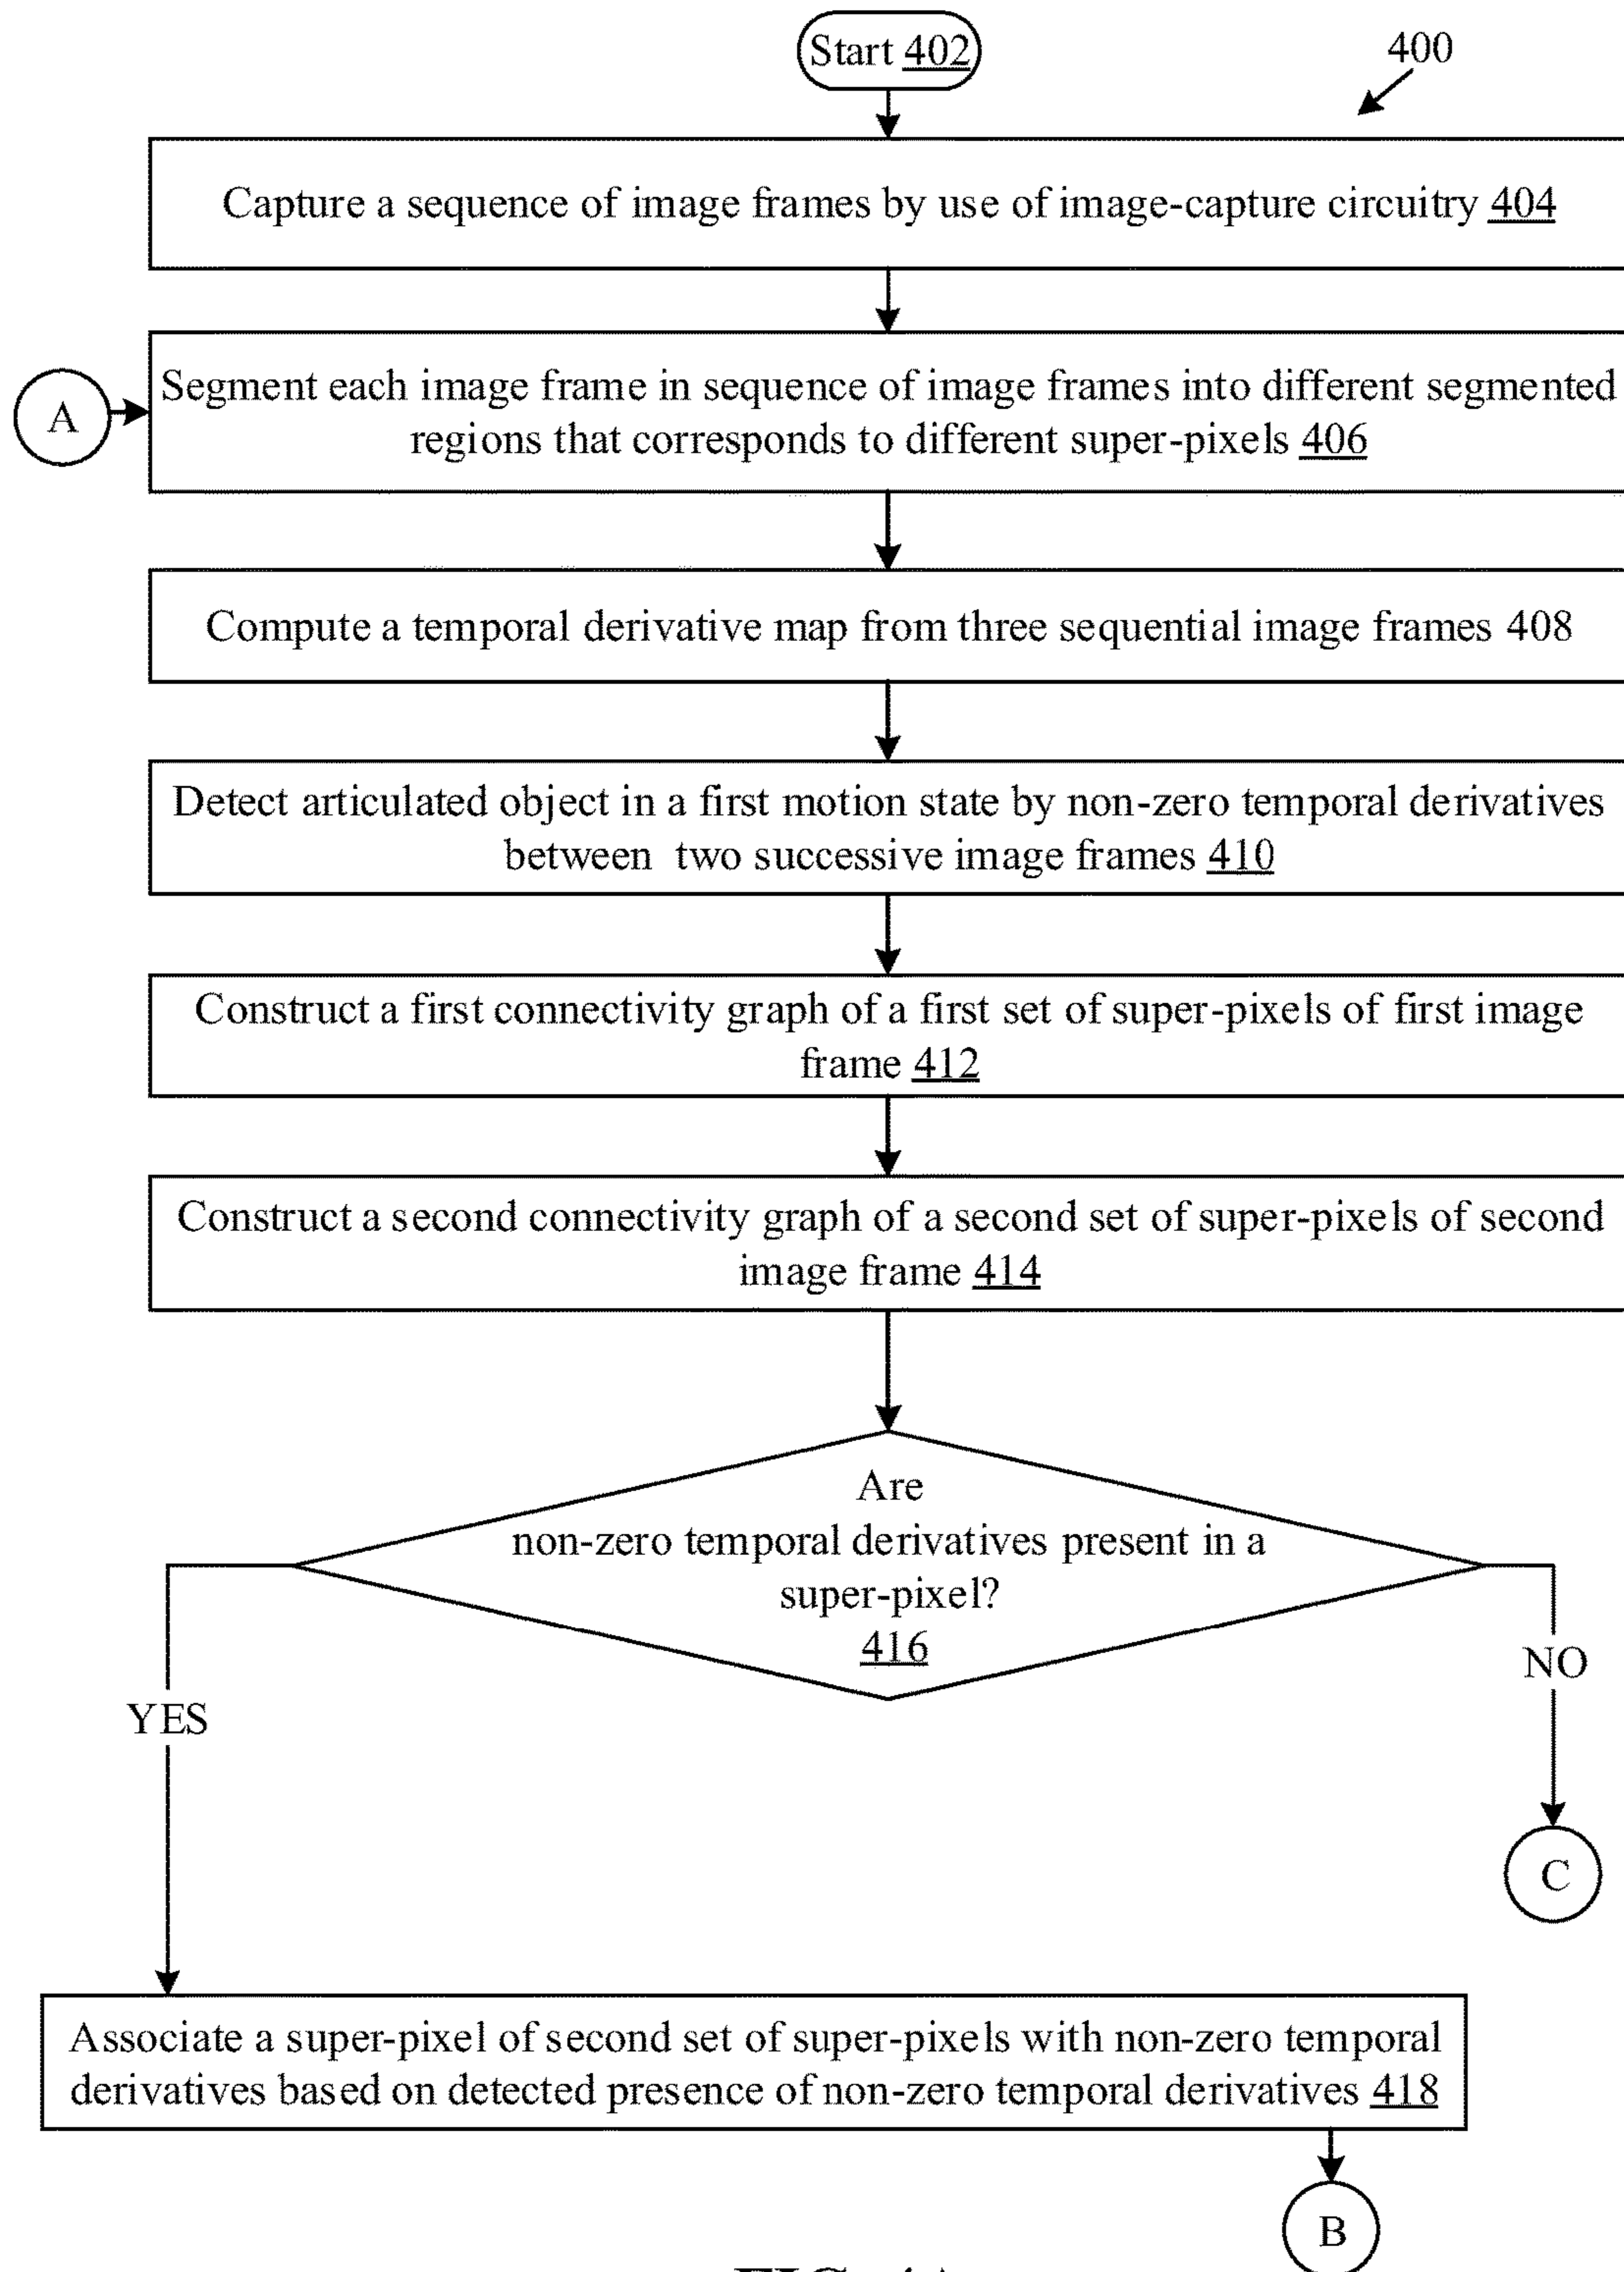 Start 402
400
Capture a sequence of image frames by use of image-capture circuitry 404
A
Segment each image frame in sequence of image frames into different segmented
regions that corresponds to different super-pixels 406
Compute a temporal derivative map from three sequential image frames 408
Detect articulated object in a first motion state by non-zero temporal derivatives
between two successive image frames 410
Construct a first connectivity graph of a first set of super-pixels of first image
frame 412
Construct a second connectivity graph of a second set of super-pixels of second
image frame 414
Are
non-zero temporal derivatives present in a
super-pixel?
416
YES
NO
C
Associate a super-pixel of second set of super-pixels with non-zero temporal
derivatives based on detected presence of non-zero temporal derivatives 418
B